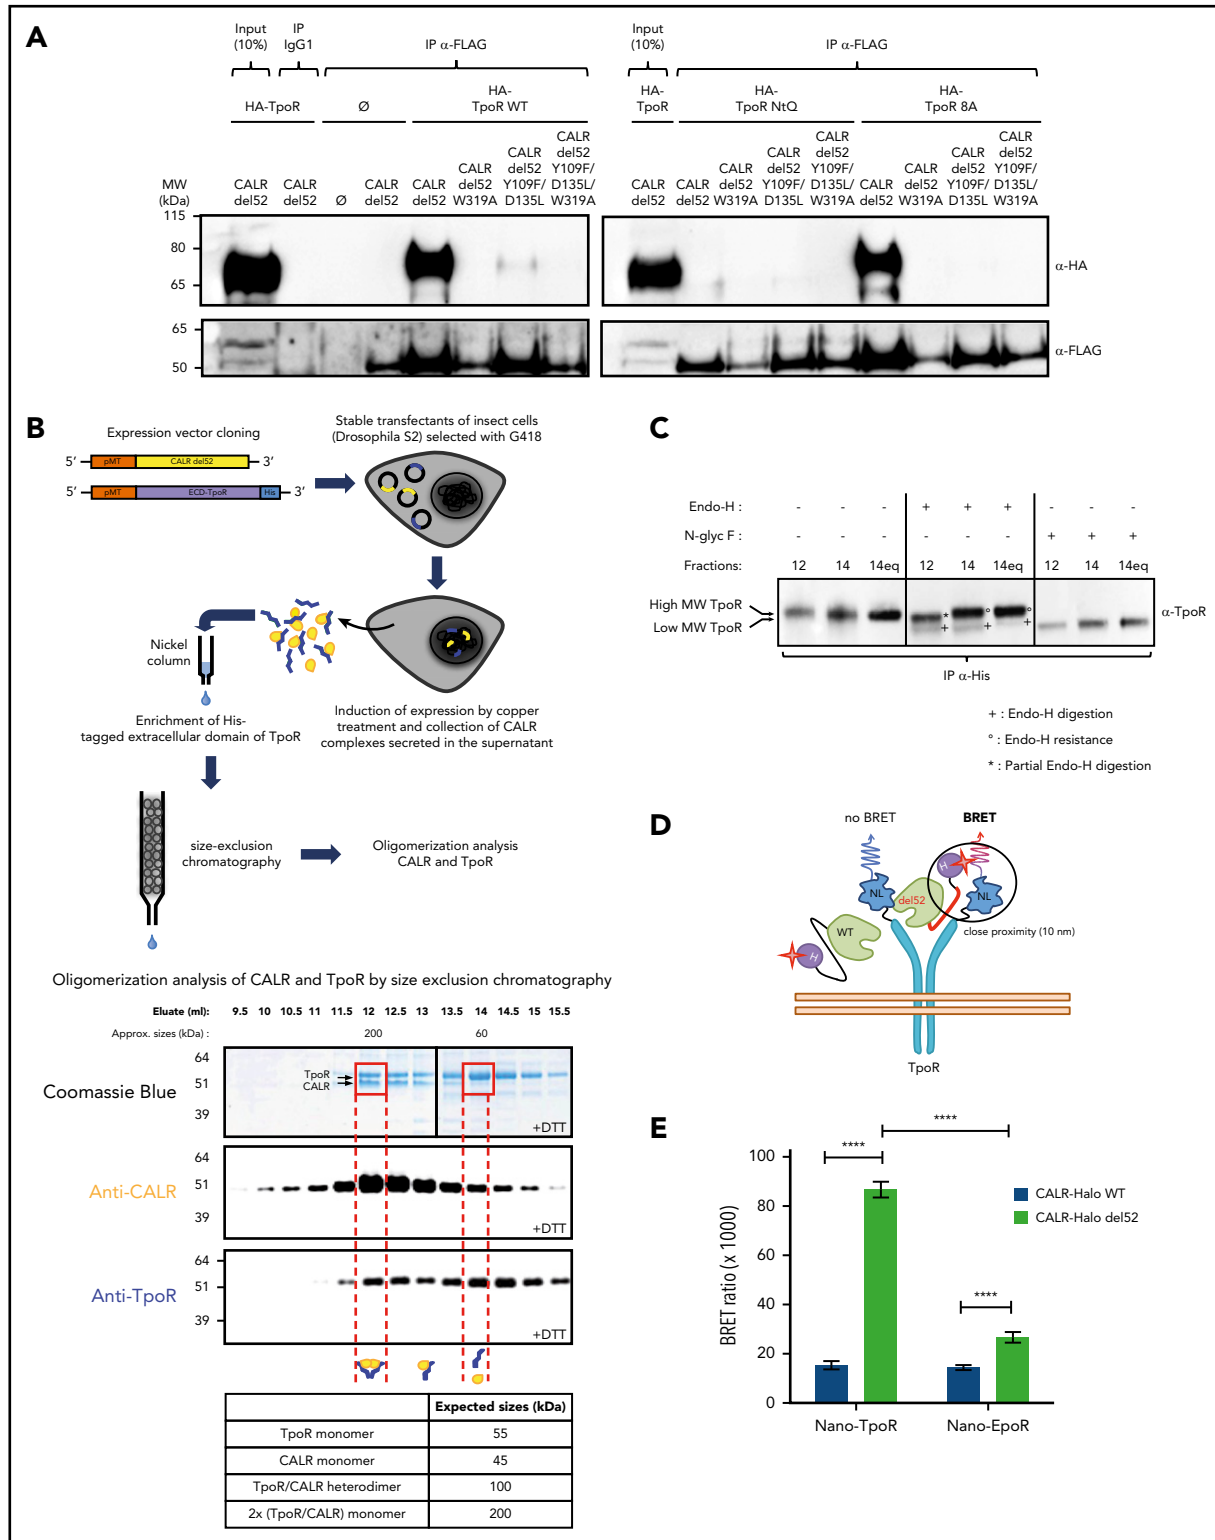 A
Input (10%)
IP IgG1
IP α-FLAG
Input (10%)
IP α-FLAG
HA-TpoR
Ø
HA-TpoR WT
HA-TpoR
HA-TpoR NtQ
HA-TpoR 8A
MW (kDa)
CALR del52
CALR del52
Ø
CALR del52
CALR del52
CALR del52 W319A
CALR del52 Y109F/ D135L
CALR del52 Y109F/ D135L/ W319A
CALR del52
CALR del52
CALR del52 W319A
CALR del52 Y109F/ D135L
CALR del52 Y109F/ D135L/ W319A
CALR del52
CALR del52 W319A
CALR del52 Y109F/ D135L
CALR del52 Y109F/ D135L/ W319A
115
80
65
α-HA
65
50
α-FLAG
B
Expression vector cloning
5’ pMT CALR del52 3’
5’ pMT ECD-TpoR His 3’
Stable transfectants of insect cells
(Drosophila S2) selected with G418
Nickel
column
Enrichment of His-
tagged extracellular domain of TpoR
Induction of expression by copper
treatment and collection of CALR
complexes secreted in the supernatant
size-exclusion
chromatography
Oligomerization analysis
CALR and TpoR
Oligomerization analysis of CALR and TpoR by size exclusion chromatography
Eluate (ml): 9.5 10 10.5 11 11.5 12 12.5 13 13.5 14 14.5 15 15.5
Approx. sizes (kDa) : 200 60
Coomassie Blue
64
51
39
TpoR
CALR
+DTT
Anti-CALR
64
51
39
+DTT
Anti-TpoR
64
51
39
+DTT
Expected sizes (kDa)
TpoR monomer 55
CALR monomer 45
TpoR/CALR heterodimer 100
2x (TpoR/CALR) monomer 200
C
Endo-H : - - - + + + - - -
N-glyc F : - - - - - - + + +
Fractions: 12 14 14eq 12 14 14eq 12 14 14eq
High MW TpoR
Low MW TpoR
* + ° + ° +
α-TpoR
IP α-His
+ : Endo-H digestion
° : Endo-H resistance
* : Partial Endo-H digestion
D
no BRET
BRET
H
NL
del52
NL
WT
H
close proximity (10 nm)
TpoR
E
BRET ratio (x 1000)
100
80
60
40
20
0
****
****
****
CALR-Halo WT
CALR-Halo del52
Nano-TpoR
Nano-EpoR